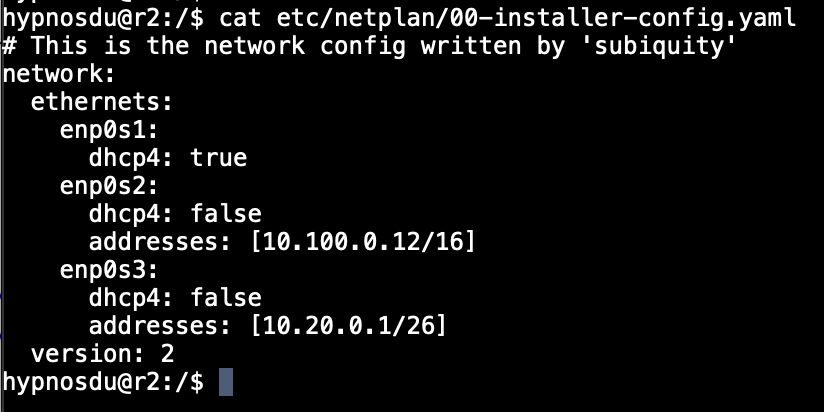 hypnosdu@r2:/$ cat etc/netplan/00-installer-config.yaml
# This is the network config written by 'subiquity'
network:
  ethernets:
    enp0s1:
      dhcp4: true
    enp0s2:
      dhcp4: false
      addresses: [10.100.0.12/16]
    enp0s3:
      dhcp4: false
      addresses: [10.20.0.1/26]
  version: 2
hypnosdu@r2:/$